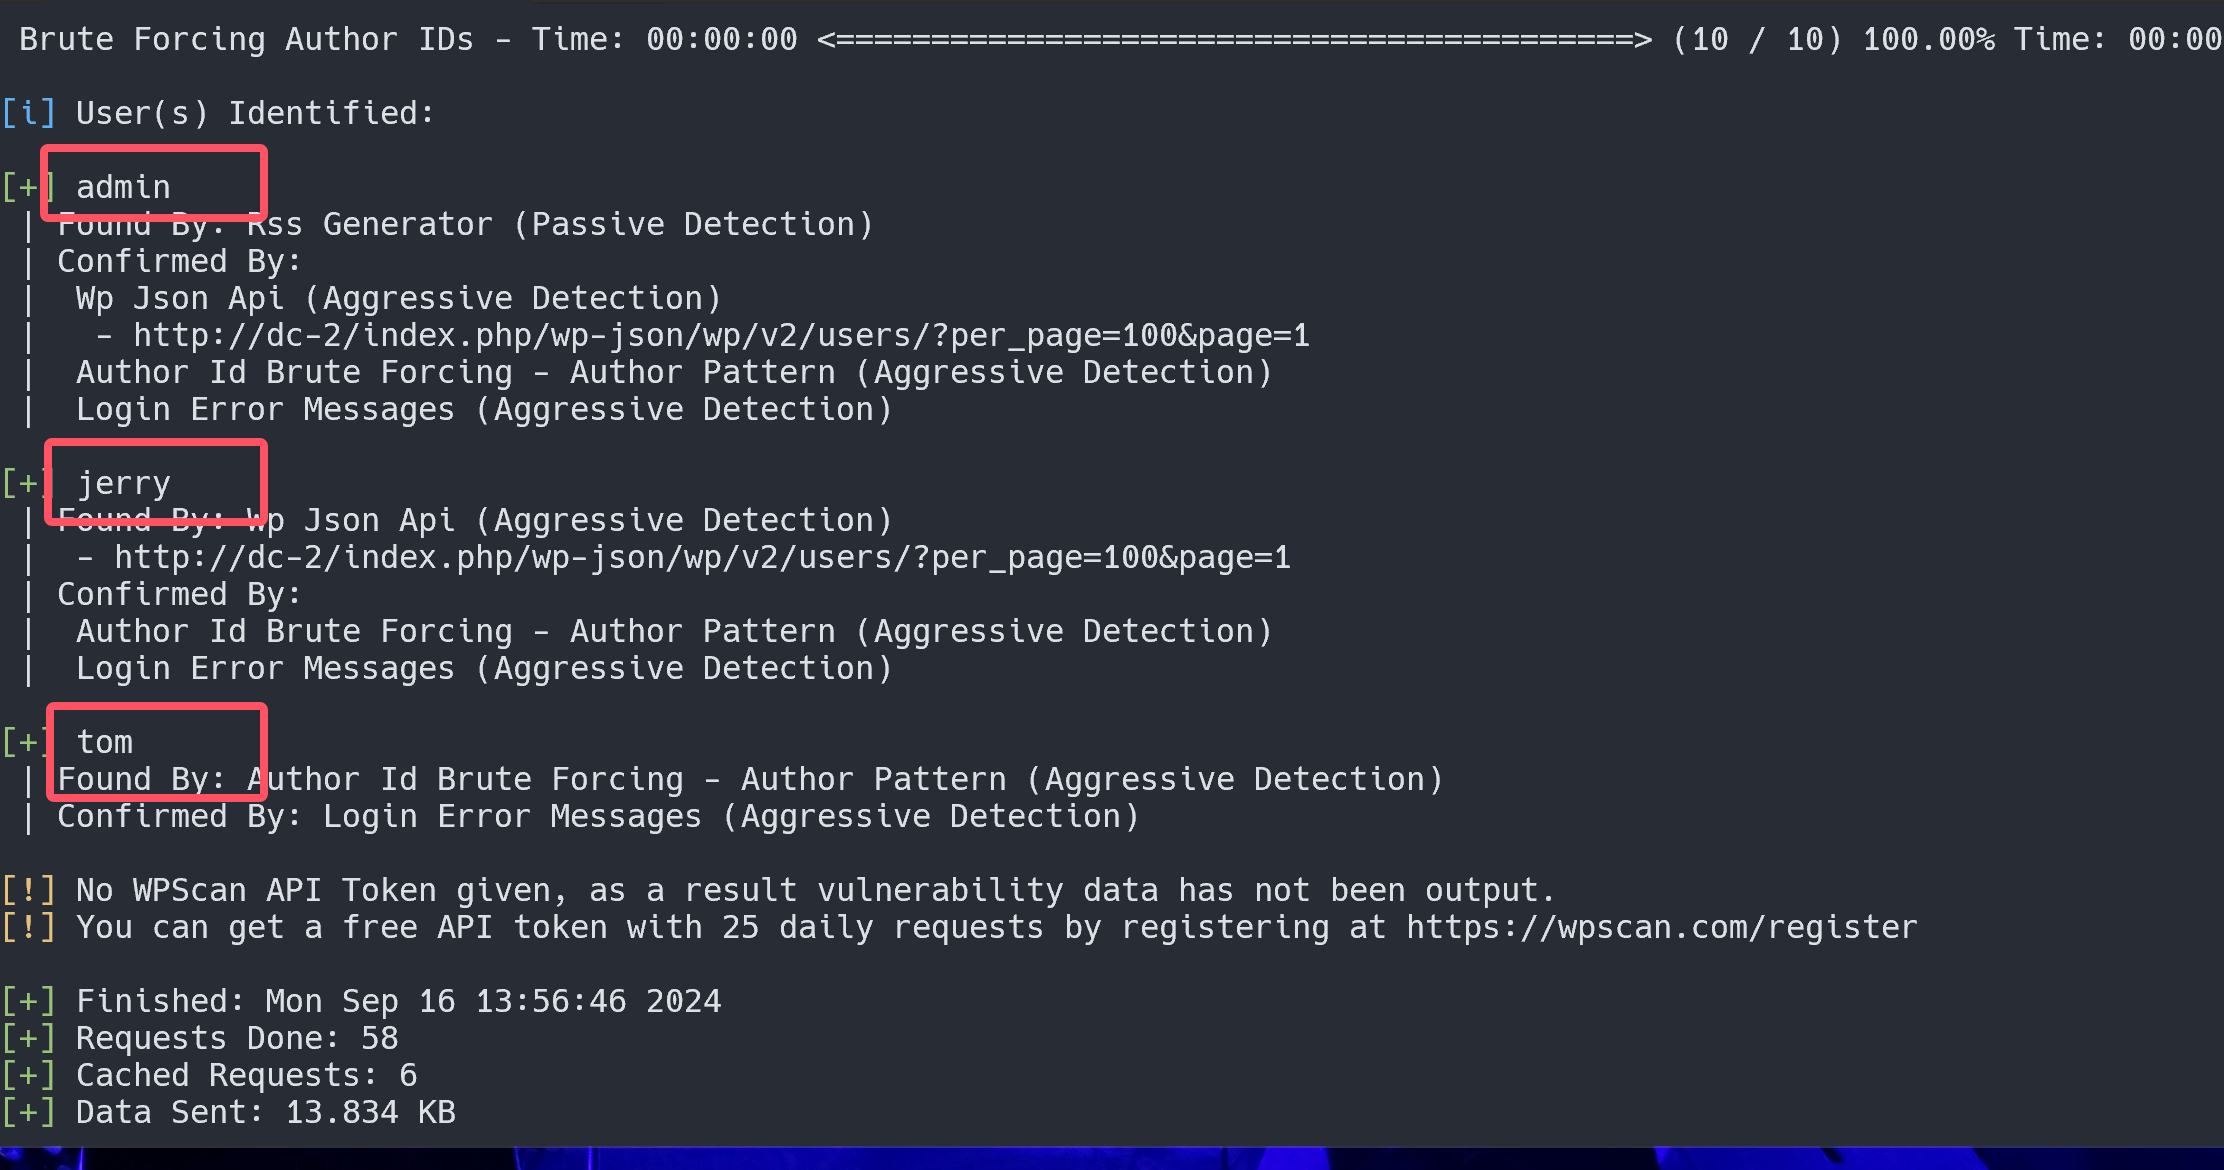 Brute Forcing Author IDs - Time: 00:00:00 <==========================================> (10 / 10) 100.00% Time: 00:00
[i] User(s) Identified:
[+] admin
 | Found By: Rss Generator (Passive Detection)
 | Confirmed By:
 |  Wp Json Api (Aggressive Detection)
 |   - http://dc-2/index.php/wp-json/wp/v2/users/?per_page=100&page=1
 |  Author Id Brute Forcing - Author Pattern (Aggressive Detection)
 |  Login Error Messages (Aggressive Detection)
[+] jerry
 | Found By: Wp Json Api (Aggressive Detection)
 |  - http://dc-2/index.php/wp-json/wp/v2/users/?per_page=100&page=1
 | Confirmed By:
 |  Author Id Brute Forcing - Author Pattern (Aggressive Detection)
 |  Login Error Messages (Aggressive Detection)
[+] tom
 | Found By: Author Id Brute Forcing - Author Pattern (Aggressive Detection)
 | Confirmed By: Login Error Messages (Aggressive Detection)
[!] No WPScan API Token given, as a result vulnerability data has not been output.
[!] You can get a free API token with 25 daily requests by registering at https://wpscan.com/register
[+] Finished: Mon Sep 16 13:56:46 2024
[+] Requests Done: 58
[+] Cached Requests: 6
[+] Data Sent: 13.834 KB